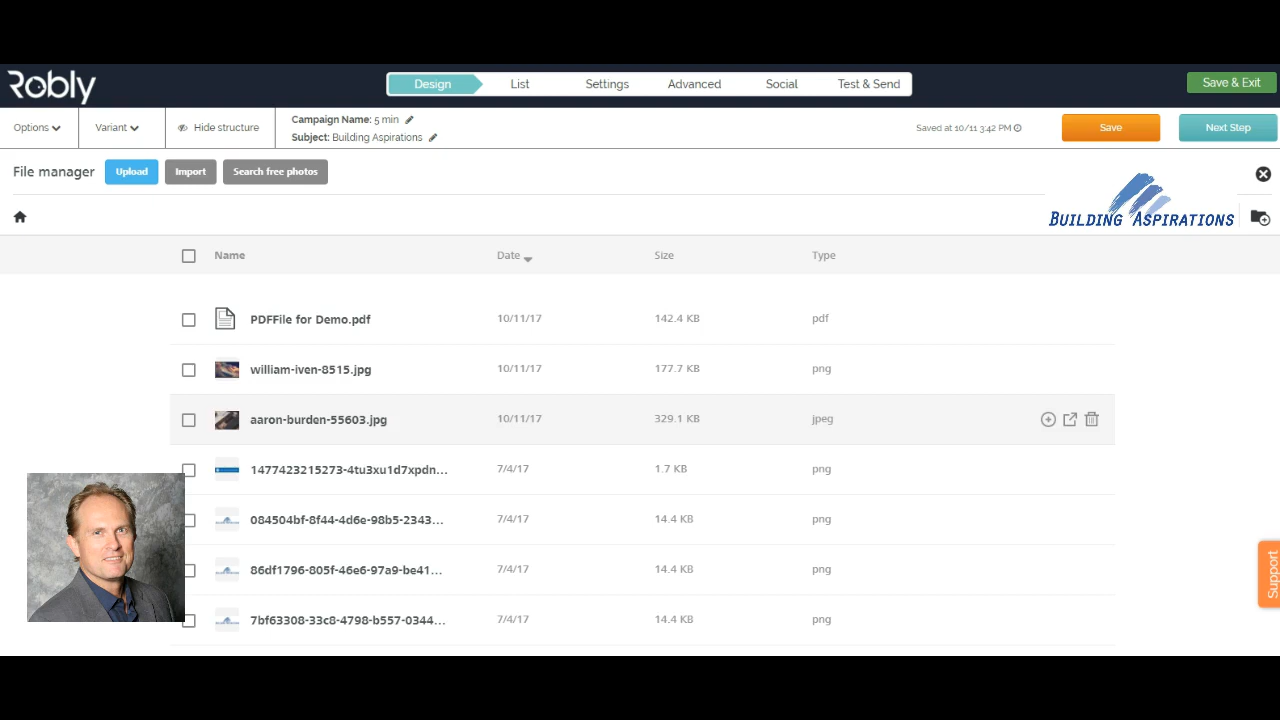 Robly
Design List Settings Advanced Social Test & Send
Save & Exit
Options Variant Hide structure
Campaign Name: 5 min
Subject: Building Aspirations
Saved at 10/11 3:42 PM
Save
Next Step
File manager Upload Import Search free photos
BUILDING ASPIRATIONS
Name Date Size Type
PDFFile for Demo.pdf 10/11/17 142.4 KB pdf
william-iven-8515.jpg 10/11/17 177.7 KB png
aaron-burden-55603.jpg 10/11/17 329.1 KB jpeg
1477423215273-4tu3xu1d7xpdn... 7/4/17 1.7 KB png
084504bf-8f44-4d6e-98b5-2343... 7/4/17 14.4 KB png
86df1796-805f-46e6-97a9-be41... 7/4/17 14.4 KB png
7bf63308-33c8-4798-b557-0344... 7/4/17 14.4 KB png
Support